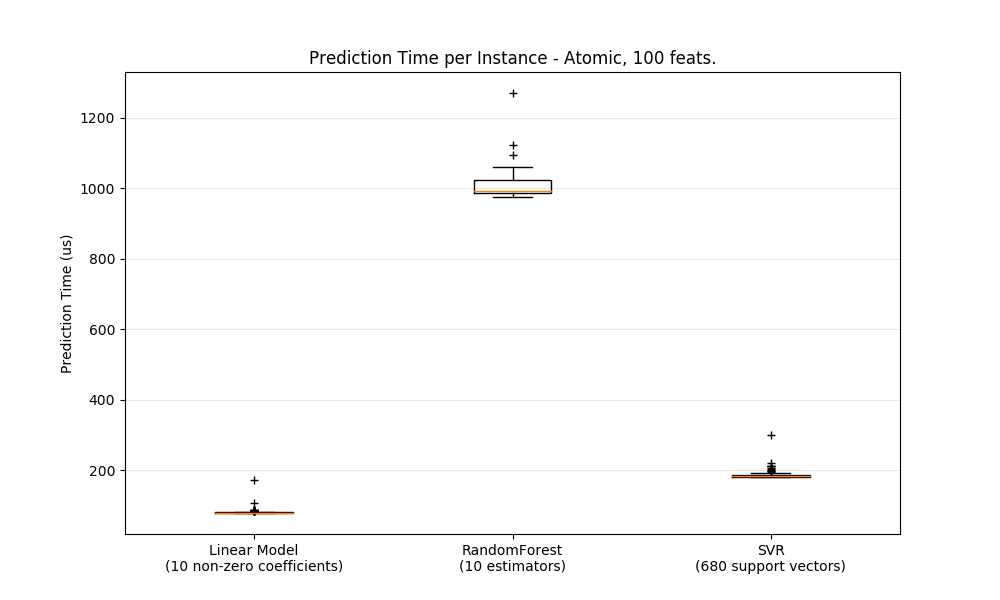 Prediction Time per Instance - Atomic, 100 feats.
1200
1000
800
600
400
200
Prediction Time (us)
Linear Model
(10 non-zero coefficients)
RandomForest
(10 estimators)
SVR
(680 support vectors)